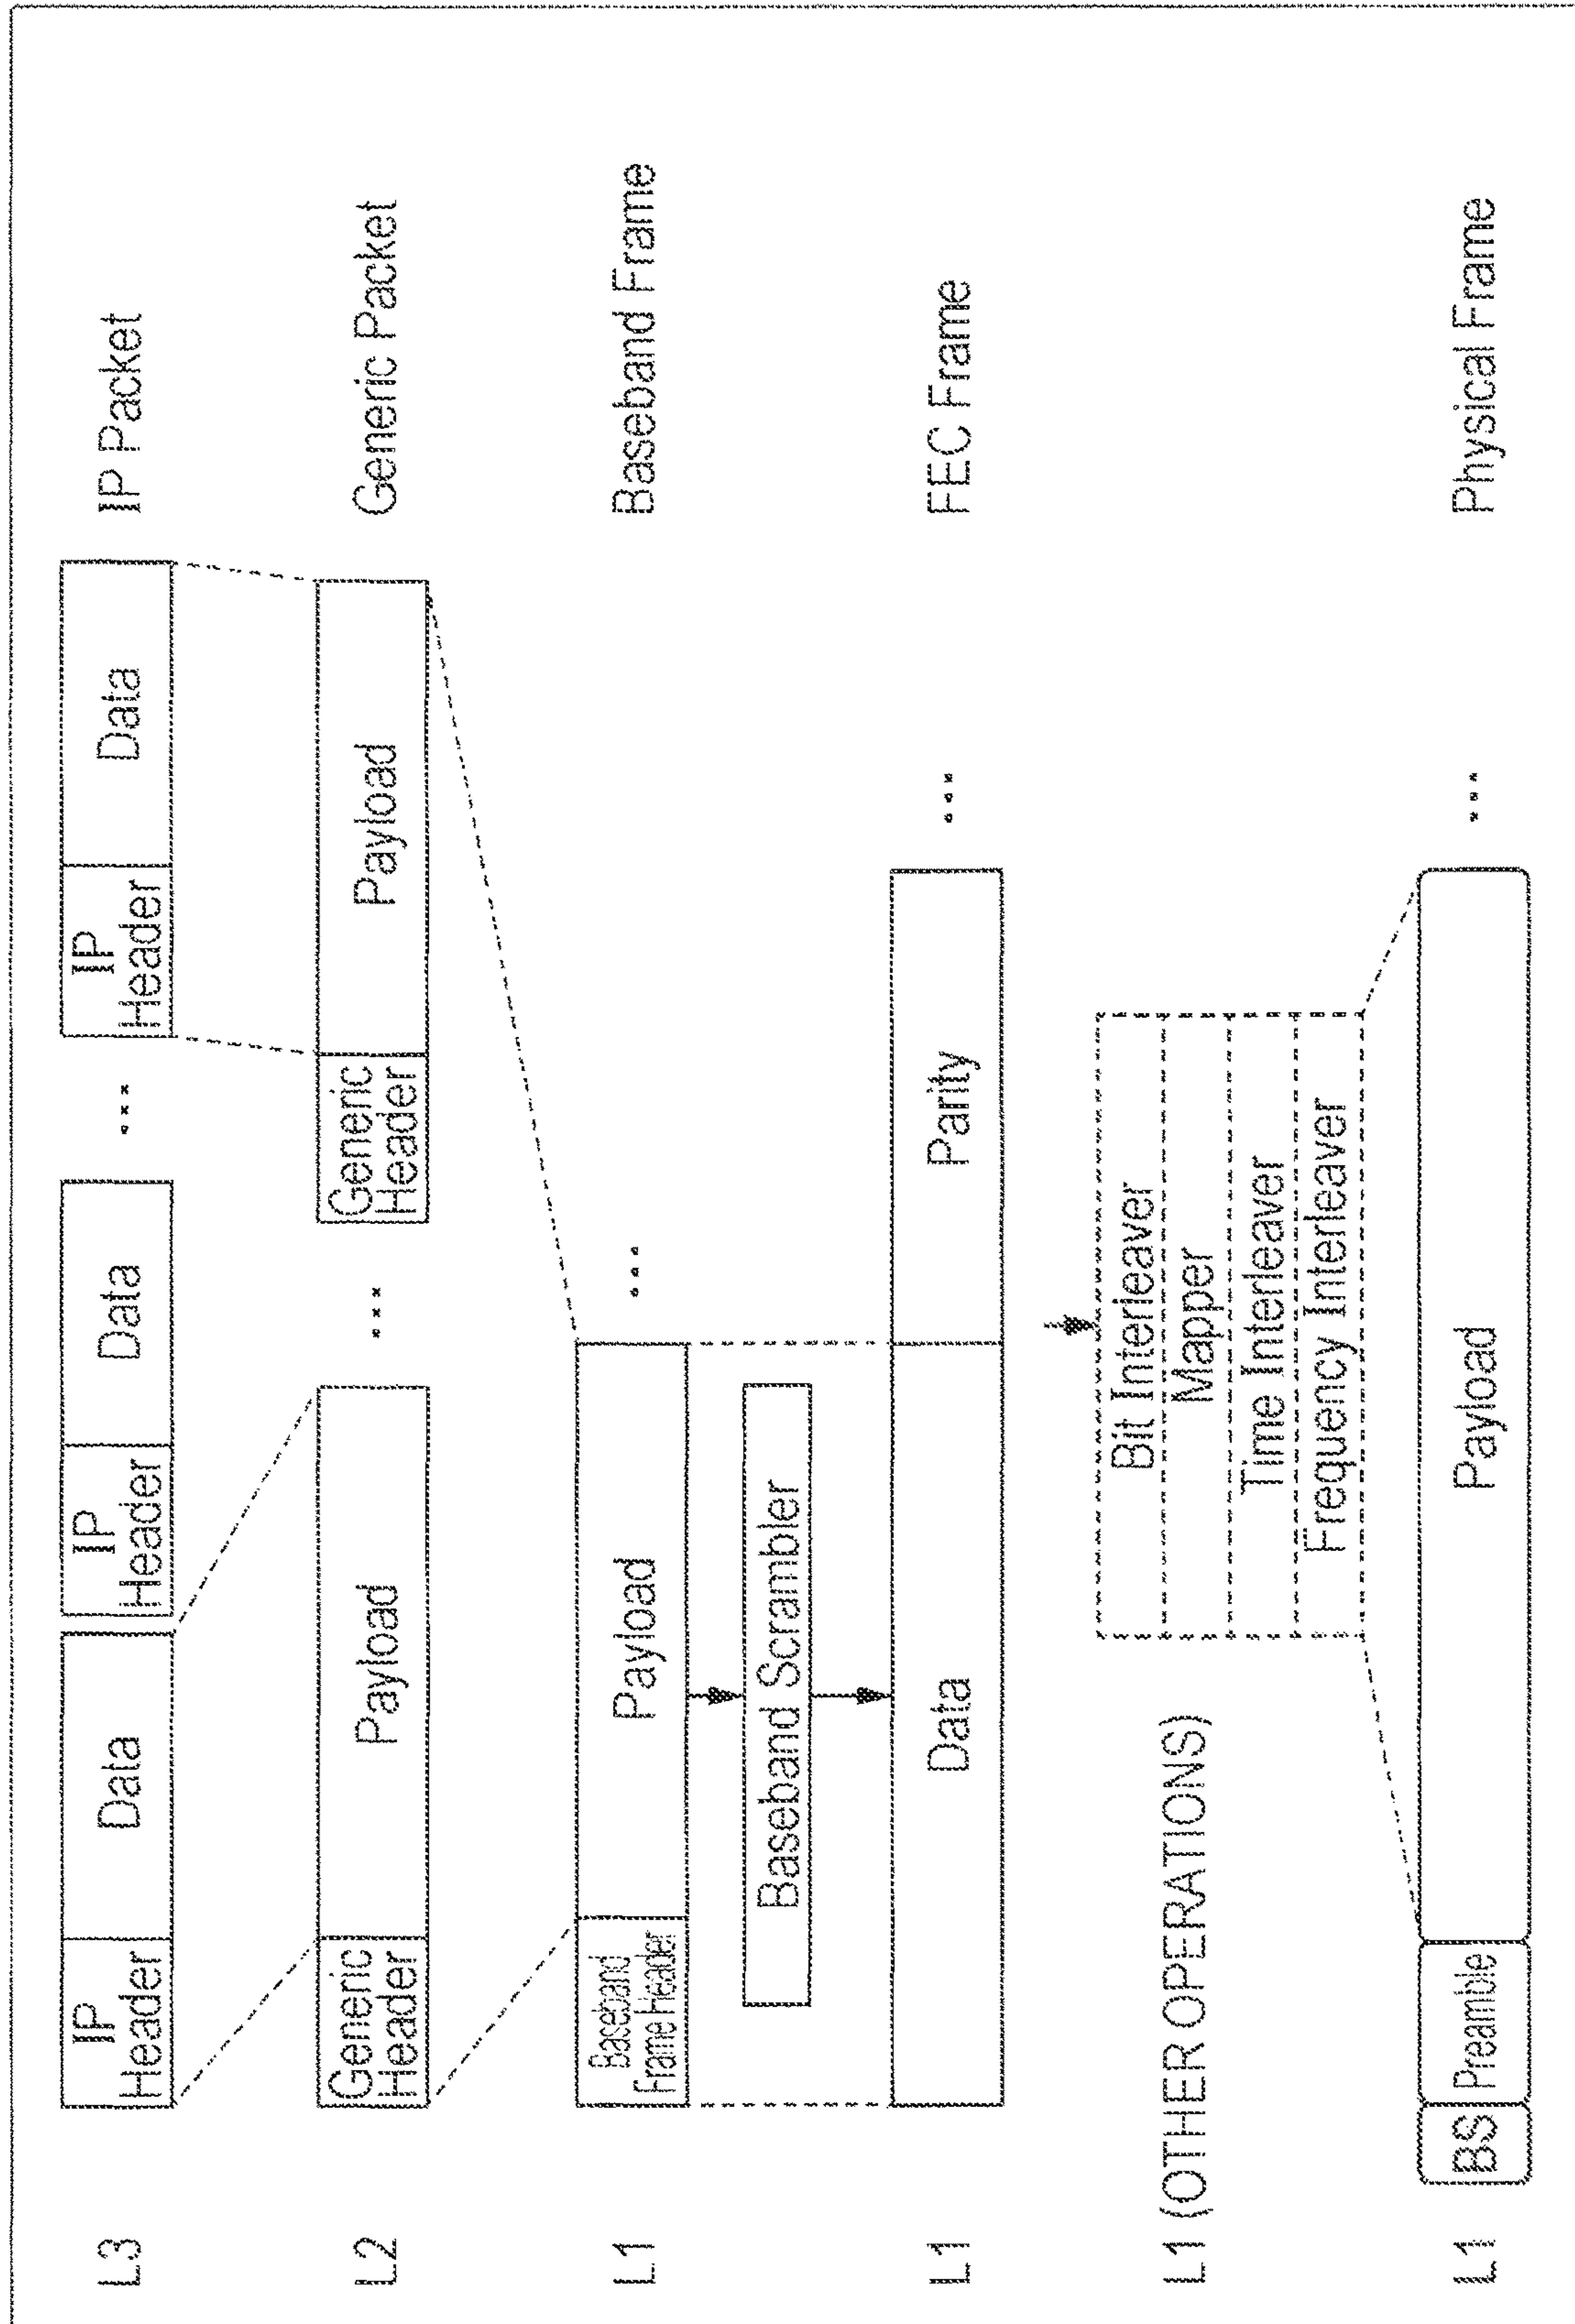 L3
IP
Header
Data
IP
Header
Data
...
IP
Header
Data
IP Packet
L2
Generic
Header
Payload
...
Generic
Header
Payload
Generic Packet
L1
Baseband
Frame Header
Payload
...
Baseband Frame
Baseband Scrambler
L1
Data
Parity
...
FEC Frame
L1 (OTHER OPERATIONS)
Bit Interleaver
Mapper
Time Interleaver
Frequency Interleaver
L1
BS
Preamble
Payload
...
Physical Frame